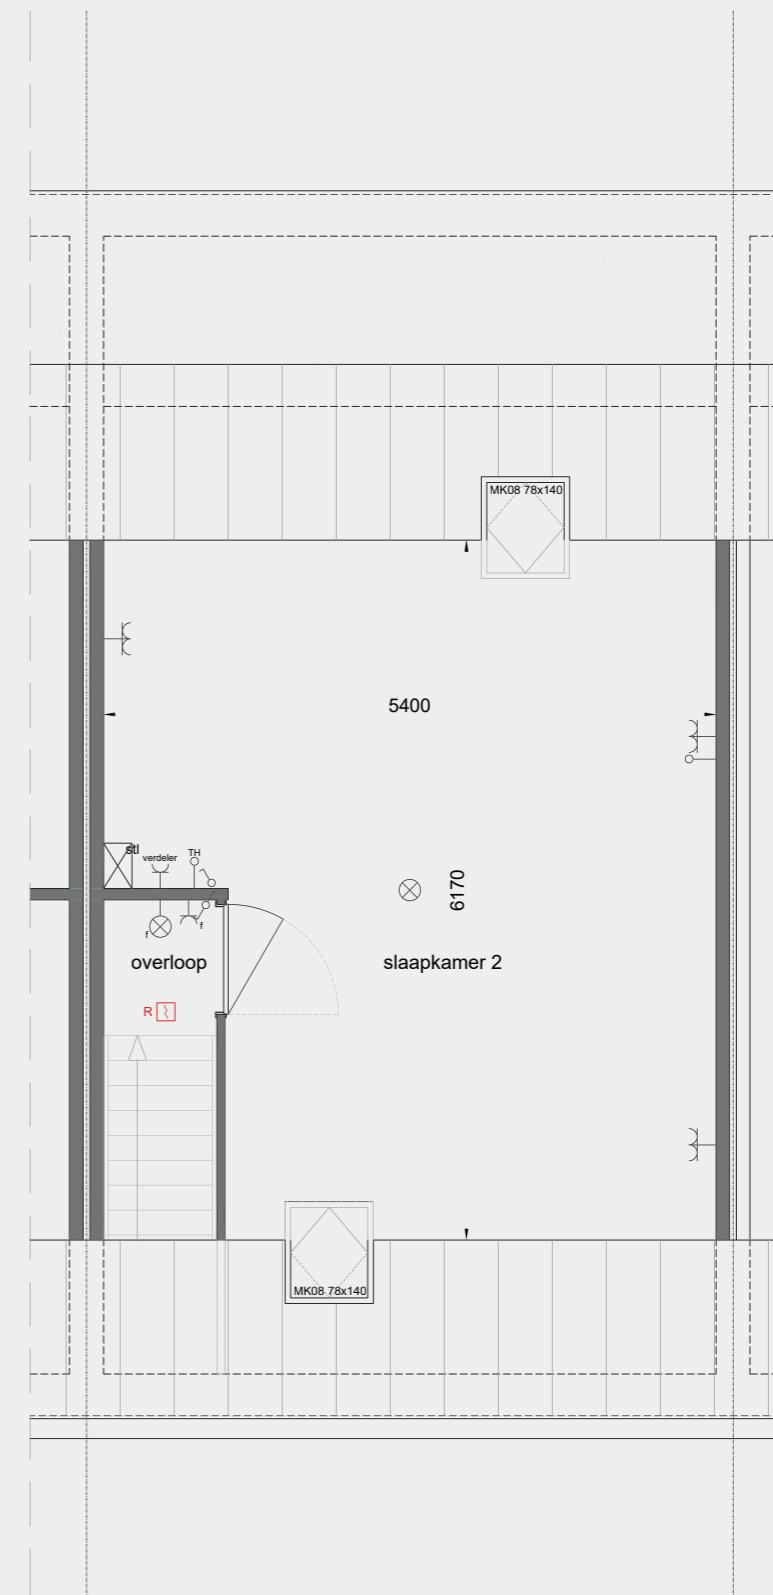 MK08 78x140
5400
stl
verdeler
TH
6170
f
f
overloop
slaapkamer 2
R
MK08 78x140